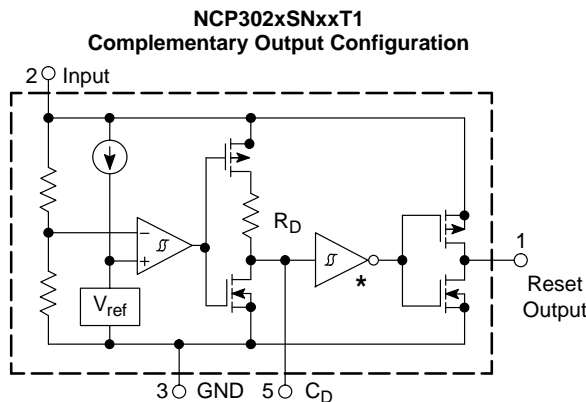 NCP302xSNxxT1
Complementary Output Configuration
2 Input
R_D
−
+
V_ref
*
1
Reset
Output
3 GND
5 C_D